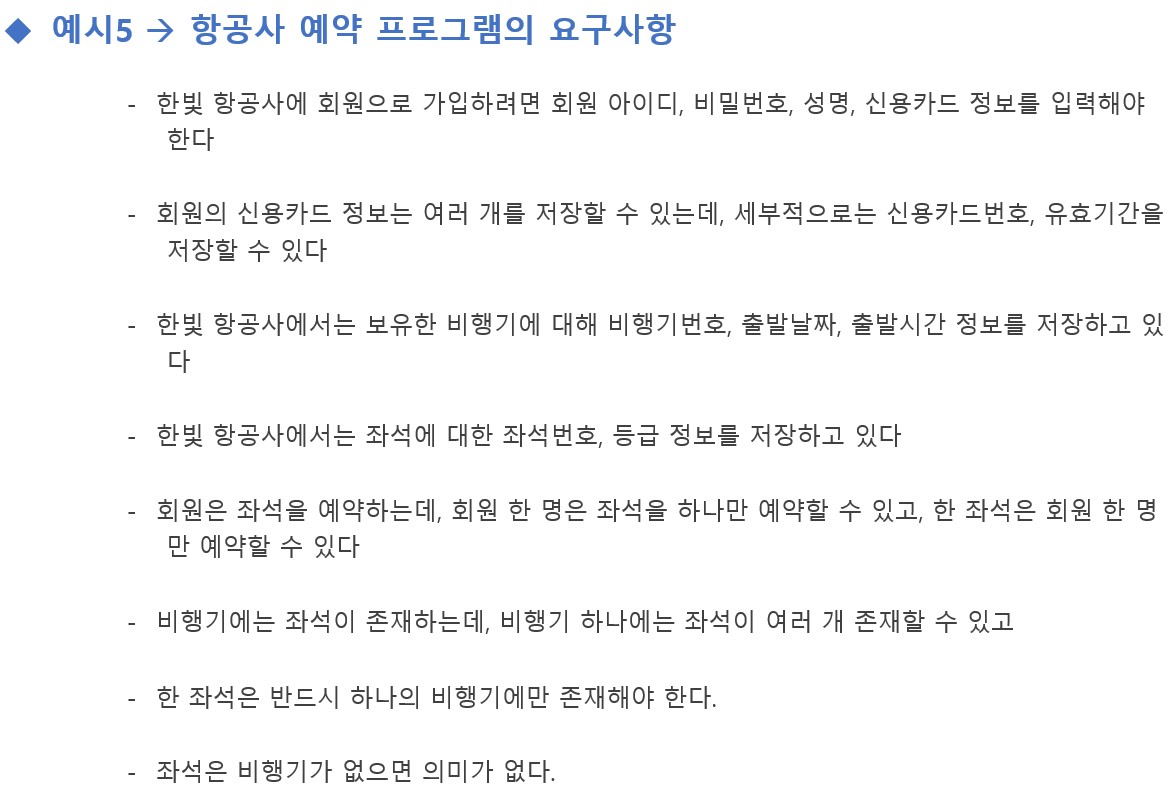 ◆ 예시5 → 항공사 예약 프로그램의 요구사항
- 한빛 항공사에 회원으로 가입하려면 회원 아이디, 비밀번호, 성명, 신용카드 정보를 입력해야
한다
- 회원의 신용카드 정보는 여러 개를 저장할 수 있는데, 세부적으로는 신용카드번호, 유효기간을
저장할 수 있다
- 한빛 항공사에서는 보유한 비행기에 대해 비행기번호, 출발날짜, 출발시간 정보를 저장하고 있
다
- 한빛 항공사에서는 좌석에 대한 좌석번호, 등급 정보를 저장하고 있다
- 회원은 좌석을 예약하는데, 회원 한 명은 좌석을 하나만 예약할 수 있고, 한 좌석은 회원 한 명
만 예약할 수 있다
- 비행기에는 좌석이 존재하는데, 비행기 하나에는 좌석이 여러 개 존재할 수 있고
- 한 좌석은 반드시 하나의 비행기에만 존재해야 한다.
- 좌석은 비행기가 없으면 의미가 없다.